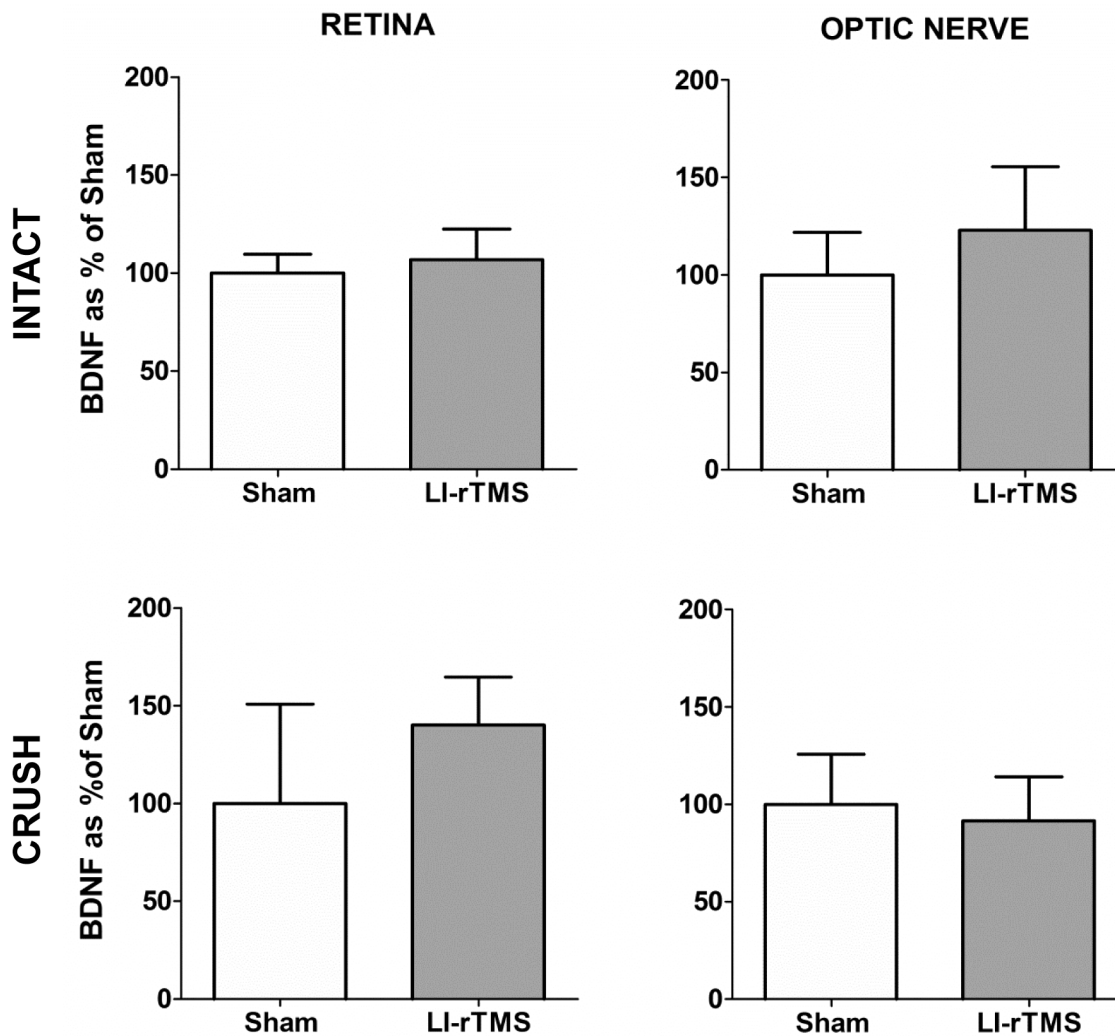 RETINA
OPTIC NERVE
INTACT
BDNF as % of Sham
200
150
100
50
0
Sham LI-rTMS
200
150
100
50
0
Sham LI-rTMS
CRUSH
BDNF as %of Sham
200
150
100
50
0
Sham LI-rTMS
200
150
100
50
0
Sham LI-rTMS